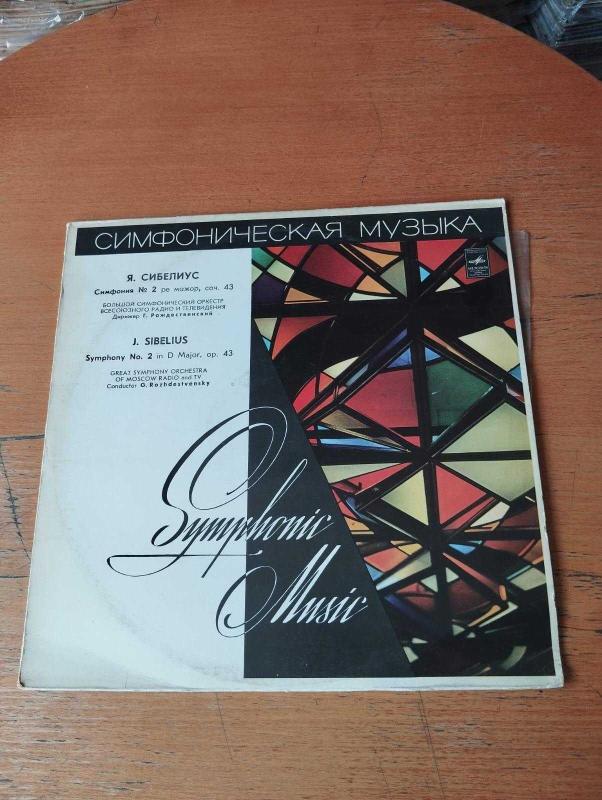 СИМФОНИЧЕСКАЯ МУЗЫКА
Я. СИБЕЛИУС
Симфония № 2 ре мажор, соч. 43
БОЛЬШОЙ СИМФОНИЧЕСКИЙ ОРКЕСТР
ВСЕСОЮЗНОГО РАДИО И ТЕЛЕВИДЕНИЯ
Дирижер Г. Рождественский
J. SIBELIUS
Symphony No. 2 in D Major, op. 43
GREAT SYMPHONY ORCHESTRA
OF MOSCOW RADIO and TV
Conductor G. Rozhdestvensky
Symphonic
Music